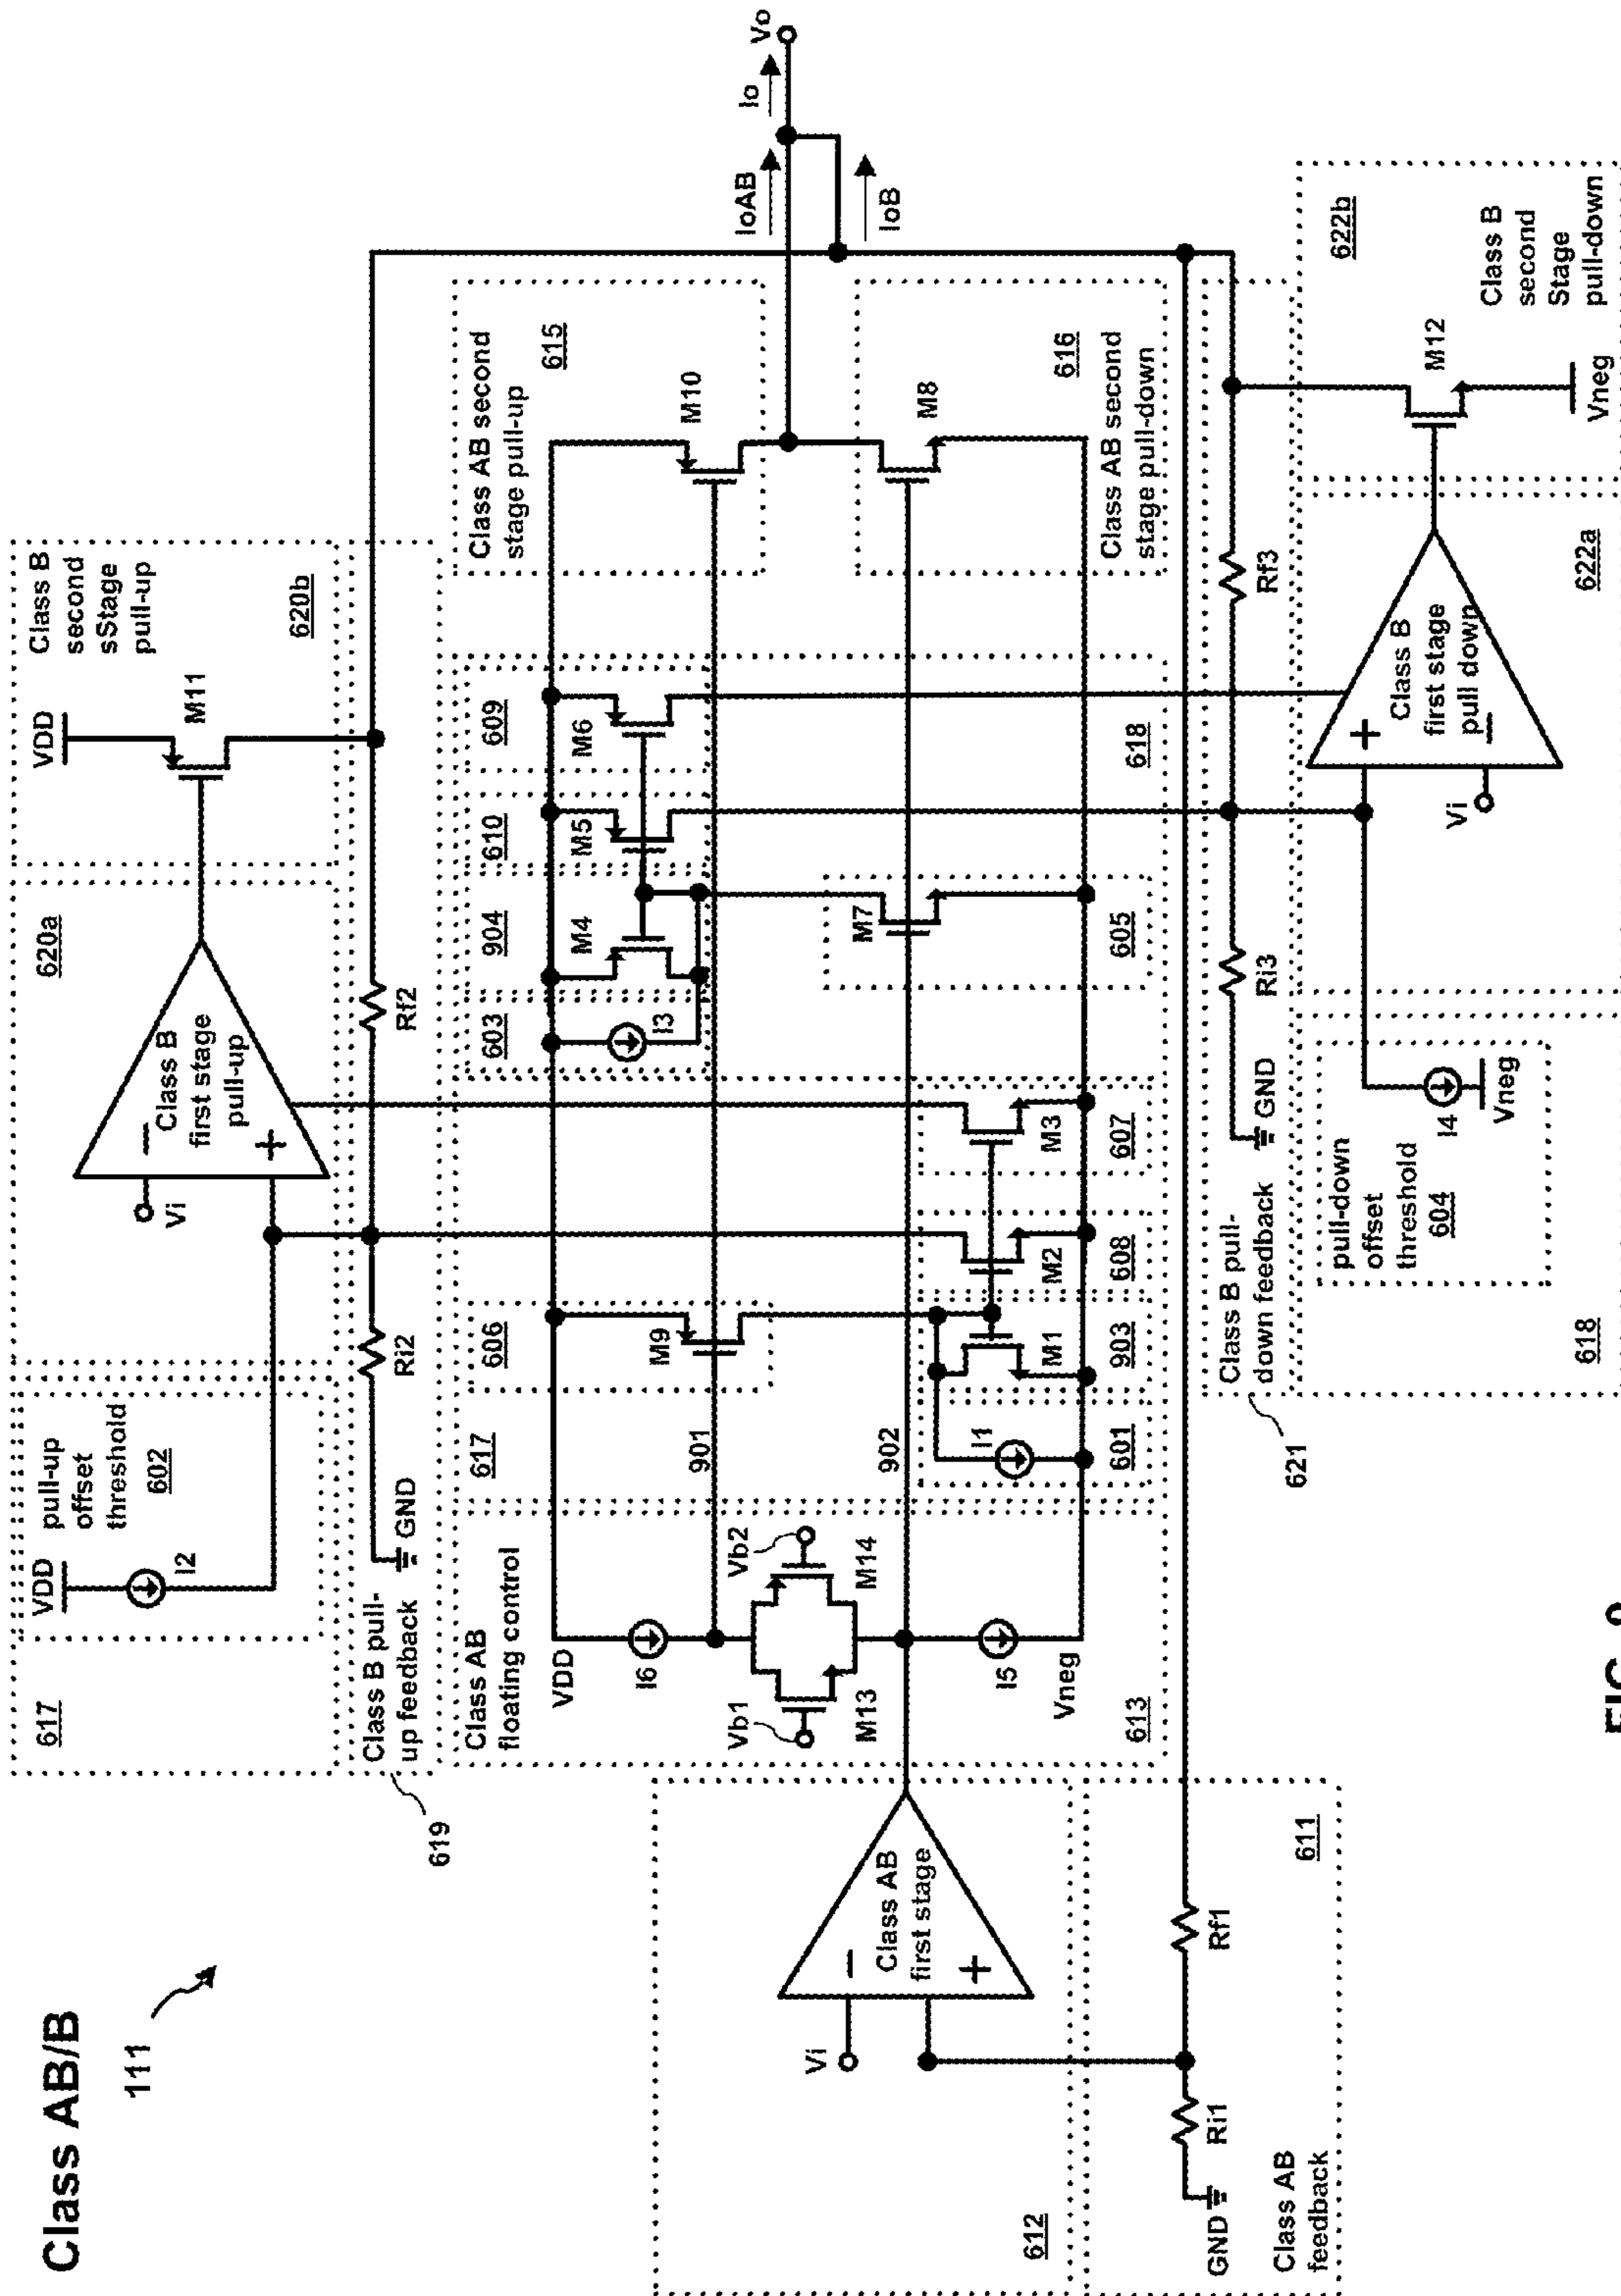 Class AB/B
111
617
VDD
I2
pull-up
offset
threshold
602
620a
Vi
Class B
first stage
pull-up
Class B
second
sStage
pull-up
620b
VDD
M11
619
Class B pull-
up feedback
GND
Ri2
Rf2
Class AB
floating control
VDD
I6
Vb1
Vb2
M13
M14
I5
Vneg
613
617
606
M9
901
902
I1
601
M1
903
M2
608
M3
607
603
I3
904
M4
610
M5
609
M6
M7
605
618
Class AB second
stage pull-up
615
M10
M8
616
Class AB second
stage pull-down
IoAB
Io
Vo
IoB
612
Vi
Class AB
first stage
611
GND
Ri1
Rf1
Class AB
feedback
621
Class B pull-
down feedback
GND
Ri3
Rf3
618
pull-down
offset
threshold
604
I4
Vneg
Vi
Class B
first stage
pull down
622a
622b
M12
Vneg
Class B
second
Stage
pull-down